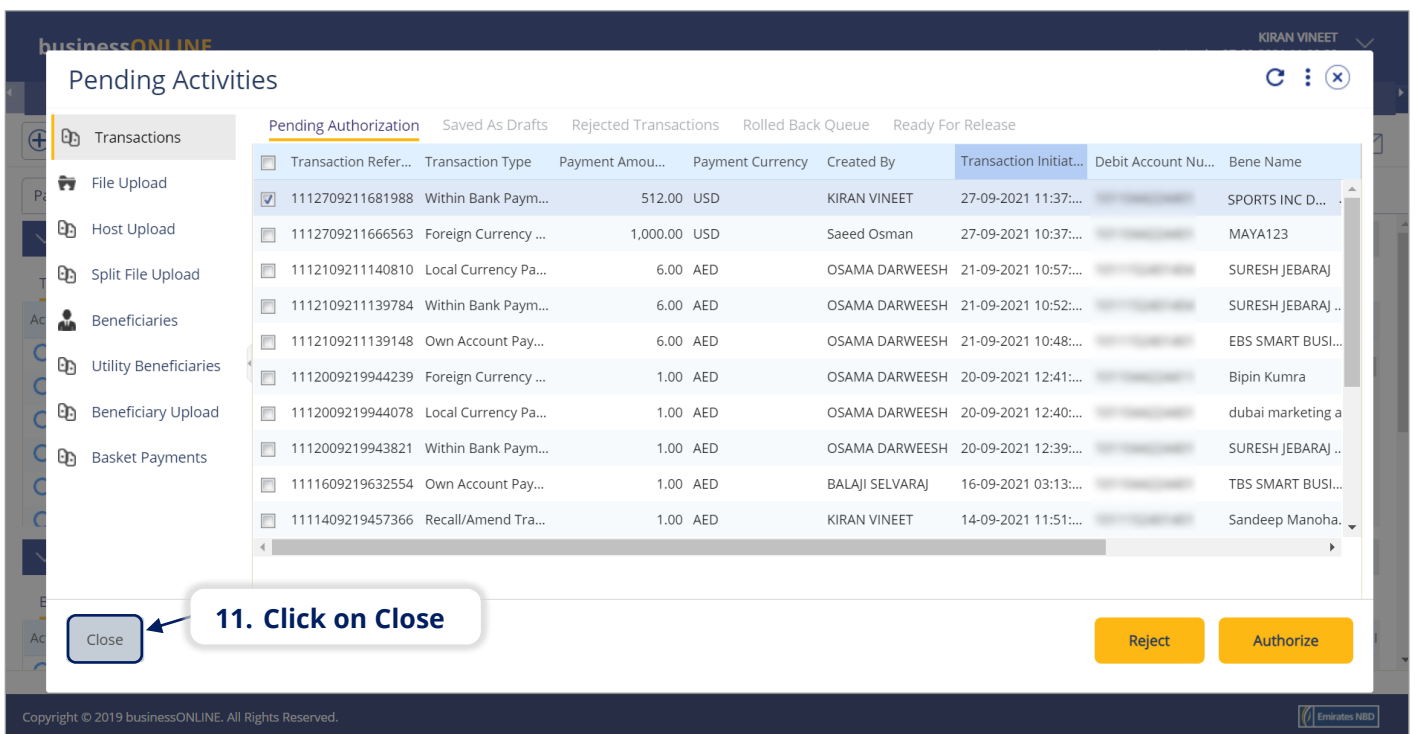 businessONLINE
KIRAN VINEET
Pending Activities
Transactions
File Upload
Host Upload
Split File Upload
Beneficiaries
Utility Beneficiaries
Beneficiary Upload
Basket Payments
Pending Authorization Saved As Drafts Rejected Transactions Rolled Back Queue Ready For Release
Transaction Refer... Transaction Type Payment Amou... Payment Currency Created By Transaction Initiat... Debit Account Nu... Bene Name
1112709211681988 Within Bank Paym... 512.00 USD KIRAN VINEET 27-09-2021 11:37:... SPORTS INC D...
1112709211666563 Foreign Currency ... 1,000.00 USD Saeed Osman 27-09-2021 10:37:... MAYA123
1112109211140810 Local Currency Pa... 6.00 AED OSAMA DARWEESH 21-09-2021 10:57:... SURESH JEBARAJ
1112109211139784 Within Bank Paym... 6.00 AED OSAMA DARWEESH 21-09-2021 10:52:... SURESH JEBARAJ ..
1112109211139148 Own Account Pay... 6.00 AED OSAMA DARWEESH 21-09-2021 10:48:... EBS SMART BUSI...
1112009219944239 Foreign Currency ... 1.00 AED OSAMA DARWEESH 20-09-2021 12:41:... Bipin Kumra
1112009219944078 Local Currency Pa... 1.00 AED OSAMA DARWEESH 20-09-2021 12:40:... dubai marketing a
1112009219943821 Within Bank Paym... 1.00 AED OSAMA DARWEESH 20-09-2021 12:39:... SURESH JEBARAJ ..
1111609219632554 Own Account Pay... 1.00 AED BALAJI SELVARAJ 16-09-2021 03:13:... TBS SMART BUSI...
1111409219457366 Recall/Amend Tra... 1.00 AED KIRAN VINEET 14-09-2021 11:51:... Sandeep Manoha.
11. Click on Close
Close Reject Authorize
Copyright © 2019 businessONLINE. All Rights Reserved.
Emirates NBD